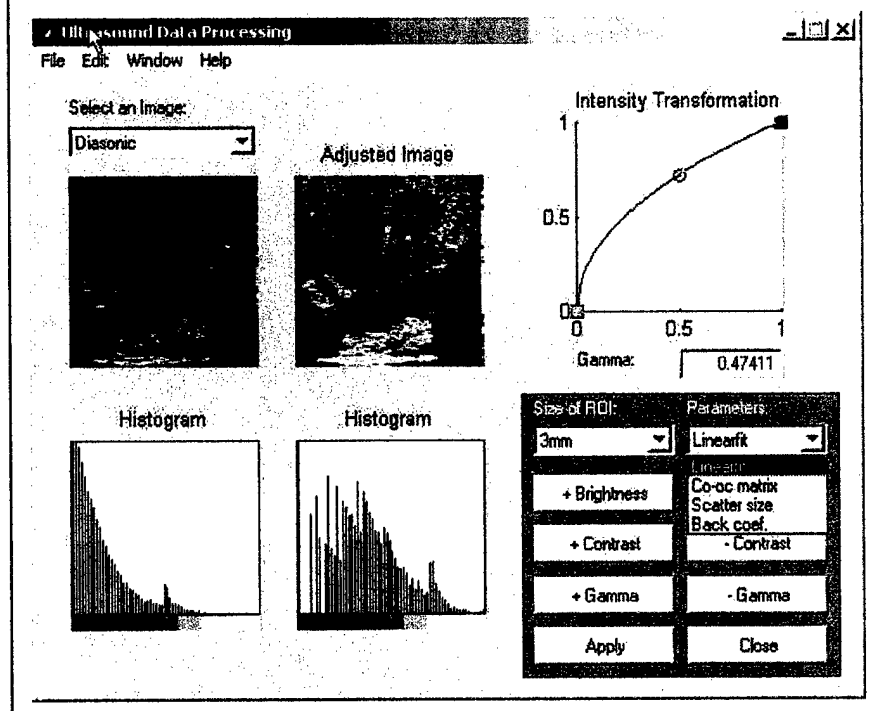 Ultrasound Data Processing
File Edit Window Help
Select an Image:
Diasonic
Adjusted Image
Intensity Transformation
1
0.5
0
0 0.5 1
Gamma: 0.47411
Histogram
Histogram
Size of ROI: Parameters:
3mm Linearfit
Linearfit
Co-oc matrix
Scatter size
Back coef.
+ Brightness
+ Contrast - Contrast
+ Gamma - Gamma
Apply Close